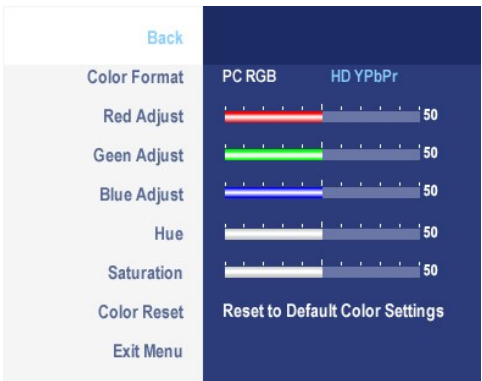 Back
Color Format PC RGB HD YPbPr
Red Adjust 50
Geen Adjust 50
Blue Adjust 50
Hue 50
Saturation 50
Color Reset Reset to Default Color Settings
Exit Menu